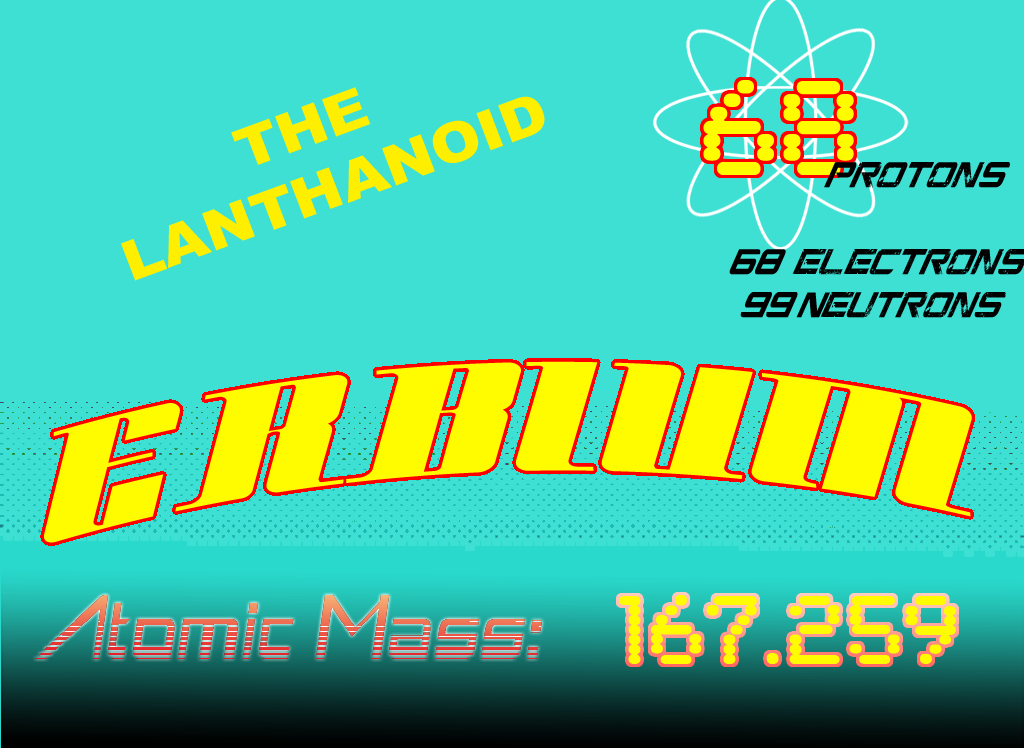 THE
LANTHANOID
68
PROTONS
68 ELECTRONS
99 NEUTRONS
ERBIUM
Atomic Mass: 167.259